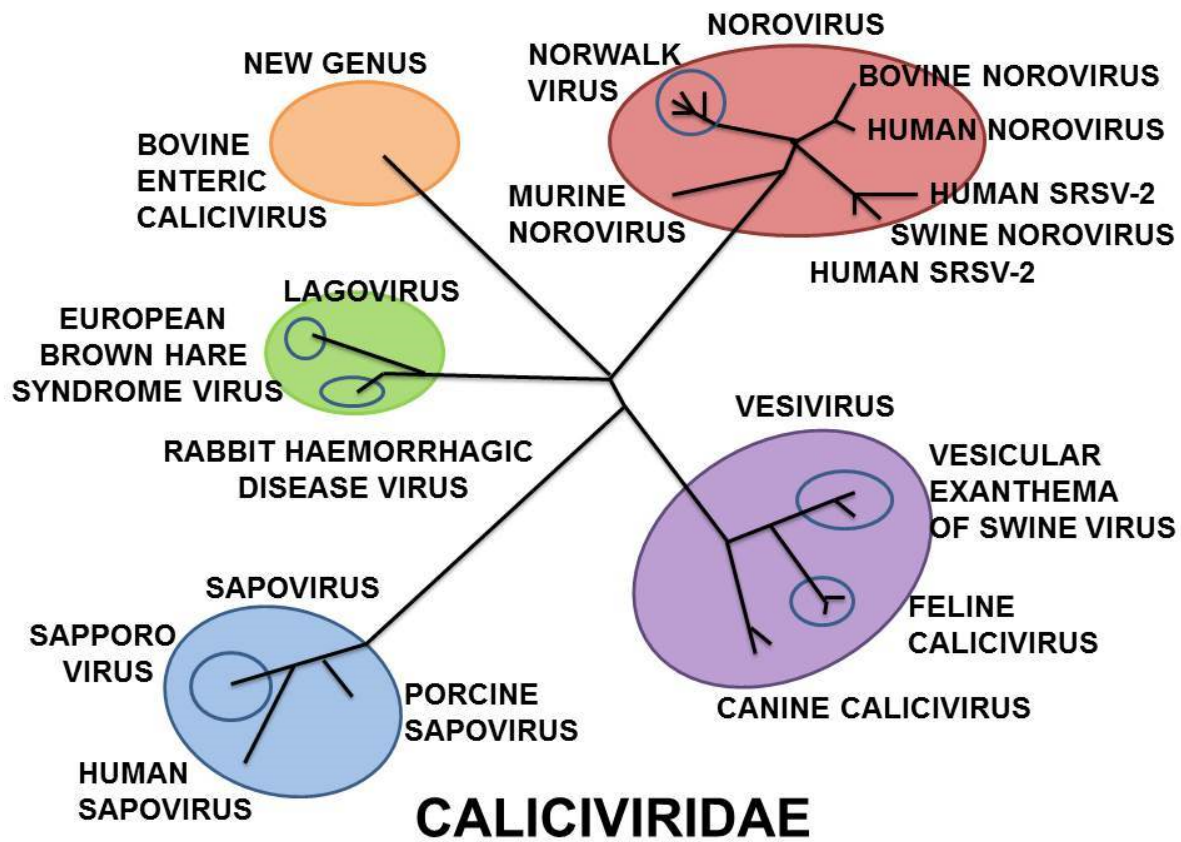 NOROVIRUS
NORWALK
VIRUS
BOVINE NOROVIRUS
HUMAN NOROVIRUS
HUMAN SRSV-2
SWINE NOROVIRUS
HUMAN SRSV-2
MURINE
NOROVIRUS
NEW GENUS
BOVINE
ENTERIC
CALICIVIRUS
LAGOVIRUS
EUROPEAN
BROWN HARE
SYNDROME VIRUS
RABBIT HAEMORRHAGIC
DISEASE VIRUS
VESIVIRUS
VESICULAR
EXANTHEMA
OF SWINE VIRUS
FELINE
CALICIVIRUS
CANINE CALICIVIRUS
SAPOVIRUS
SAPPORO
VIRUS
PORCINE
SAPOVIRUS
HUMAN
SAPOVIRUS
CALICIVIRIDAE